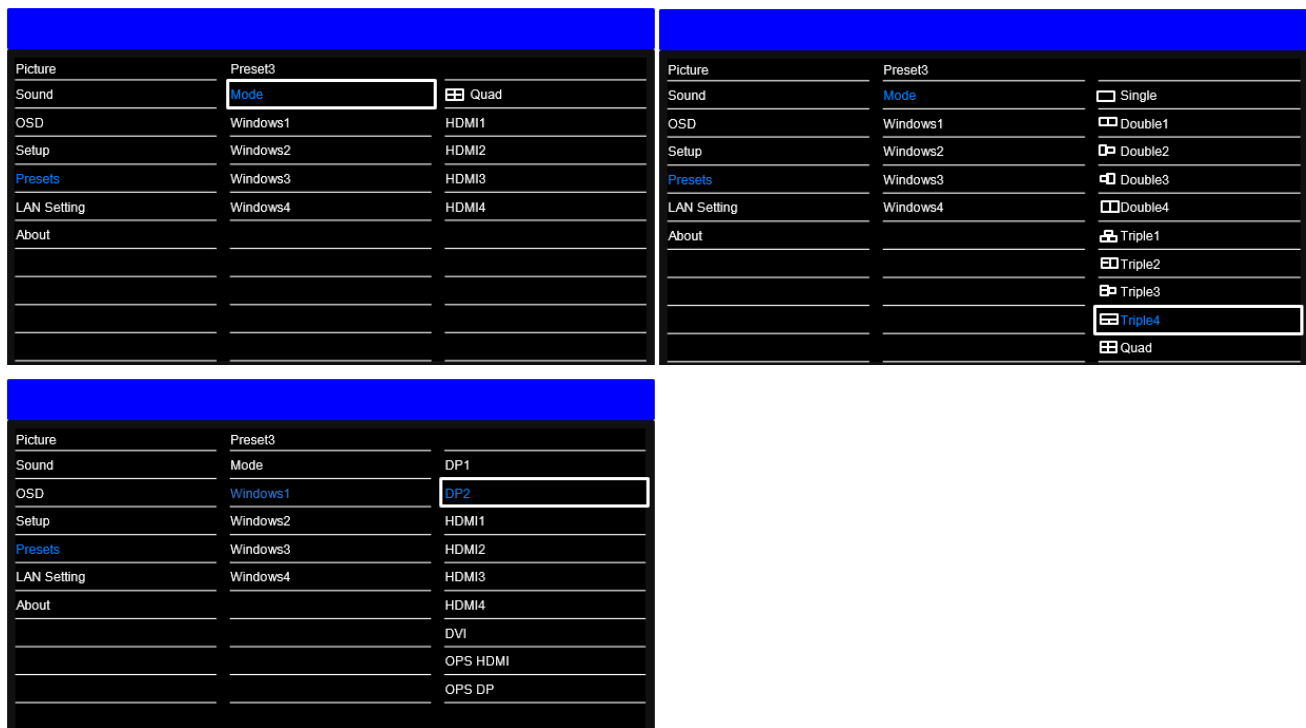 Picture Preset3
Sound Mode Quad
OSD Windows1 HDMI1
Setup Windows2 HDMI2
Presets Windows3 HDMI3
LAN Setting Windows4 HDMI4
About
Picture Preset3
Sound Mode Single
OSD Windows1 Double1
Setup Windows2 Double2
Presets Windows3 Double3
LAN Setting Windows4 Double4
About Triple1
Triple2
Triple3
Triple4
Quad
Picture Preset3
Sound Mode DP1
OSD Windows1 DP2
Setup Windows2 HDMI1
Presets Windows3 HDMI2
LAN Setting Windows4 HDMI3
About HDMI4
DVI
OPS HDMI
OPS DP